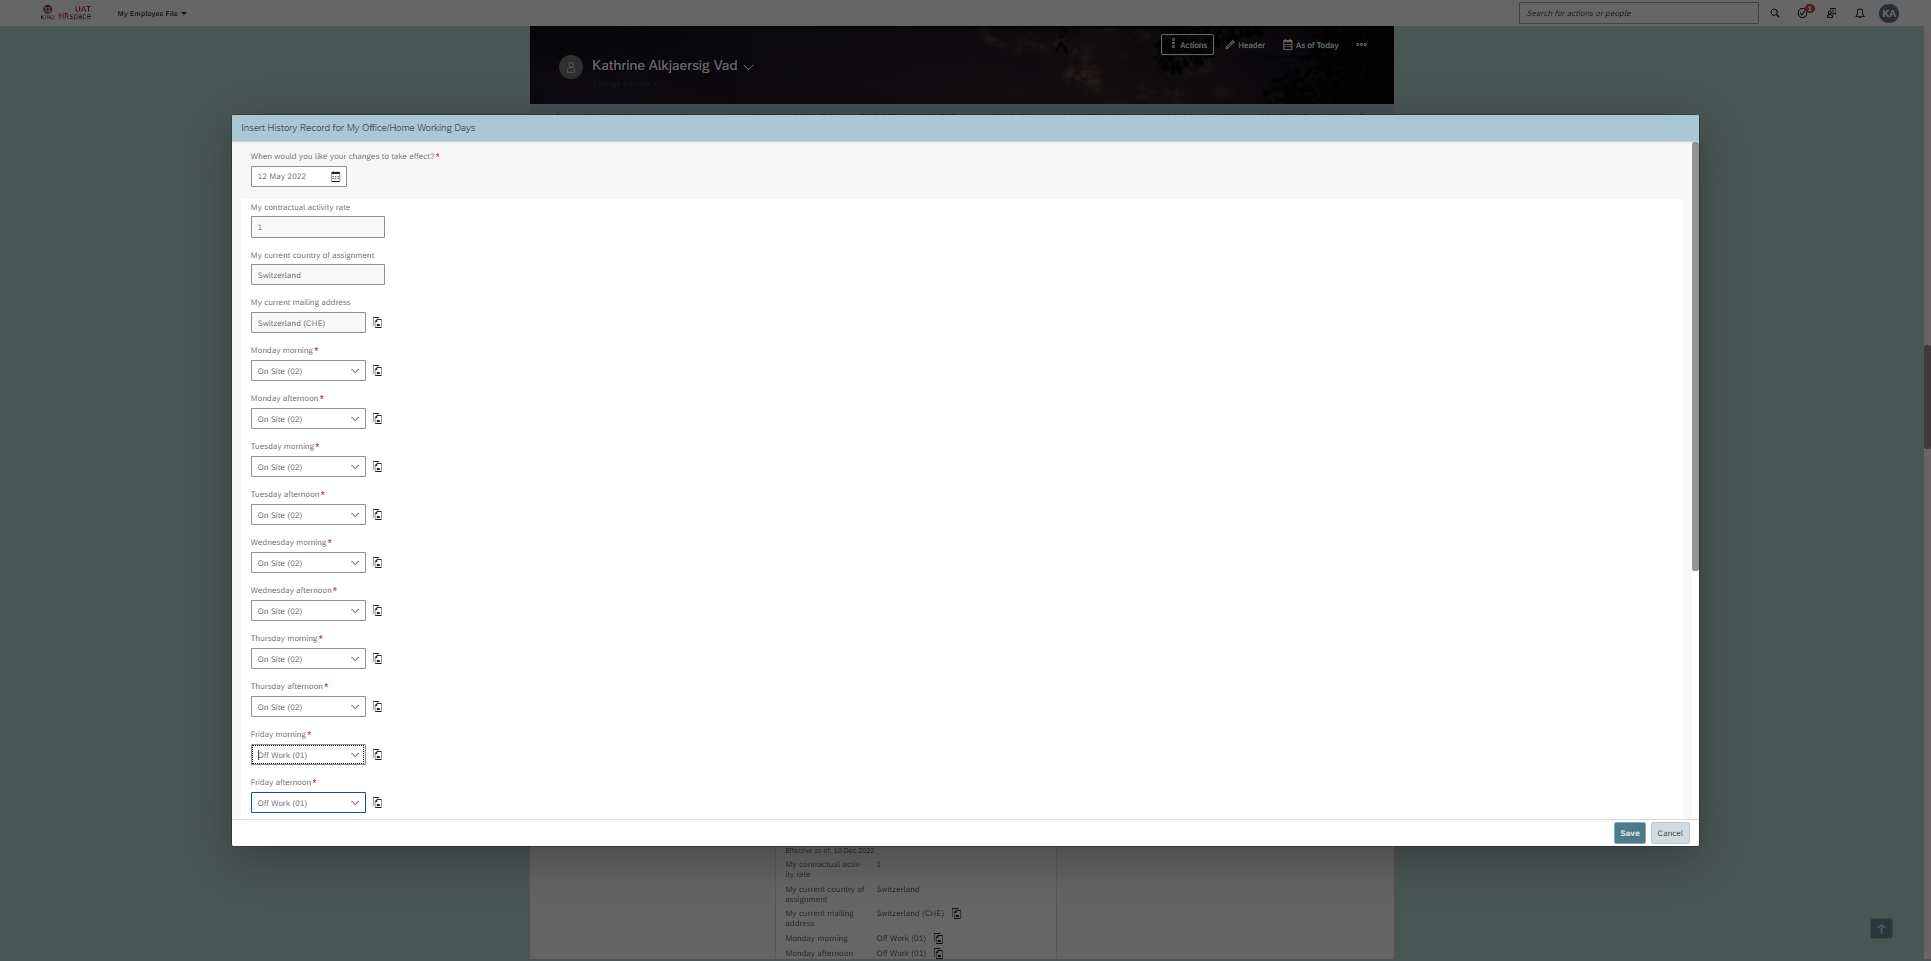 UAT
ICRC HRspace
My Employee File
Search for actions or people
1
KA
Actions
Header
As of Today
Kathrine Alkjaersig Vad
Insert History Record for My Office/Home Working Days
When would you like your changes to take effect?*
12 May 2022
My contractual activity rate
1
My current country of assignment
Switzerland
My current mailing address
Switzerland (CHE)
Monday morning*
On Site (02)
Monday afternoon*
On Site (02)
Tuesday morning*
On Site (02)
Tuesday afternoon*
On Site (02)
Wednesday morning*
On Site (02)
Wednesday afternoon*
On Site (02)
Thursday morning*
On Site (02)
Thursday afternoon*
On Site (02)
Friday morning*
Off Work (01)
Friday afternoon*
Off Work (01)
Save
Cancel
Effective as of: 10 Dec 2022
My contractual activ-
ity rate
1
My current country of
assignment
Switzerland
My current mailing
address
Switzerland (CHE)
Monday morning
Off Work (01)
Monday afternoon
Off Work (01)